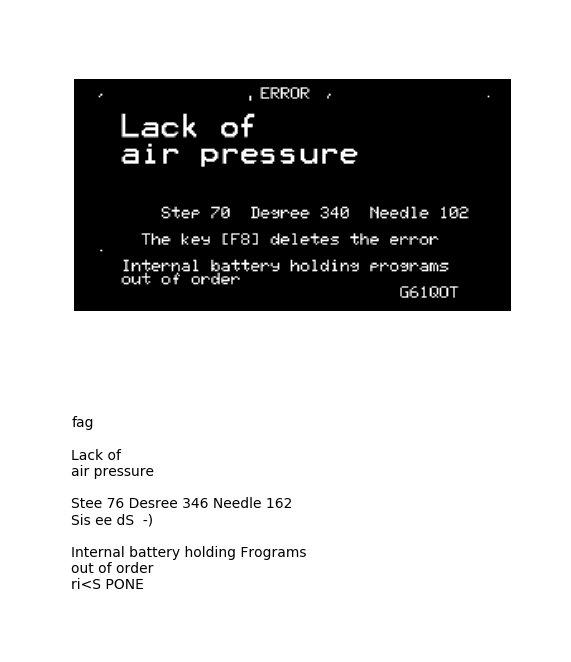 ERROR
Lack of
air pressure
Step 70 Degree 340 Needle 102
The key [F8] deletes the error
Internal battery holding programs
out of order
G61QOT
fag
Lack of
air pressure
Stee 76 Desree 346 Needle 162
Sis ee dS -)
Internal battery holding Frograms
out of order
ri<S PONE